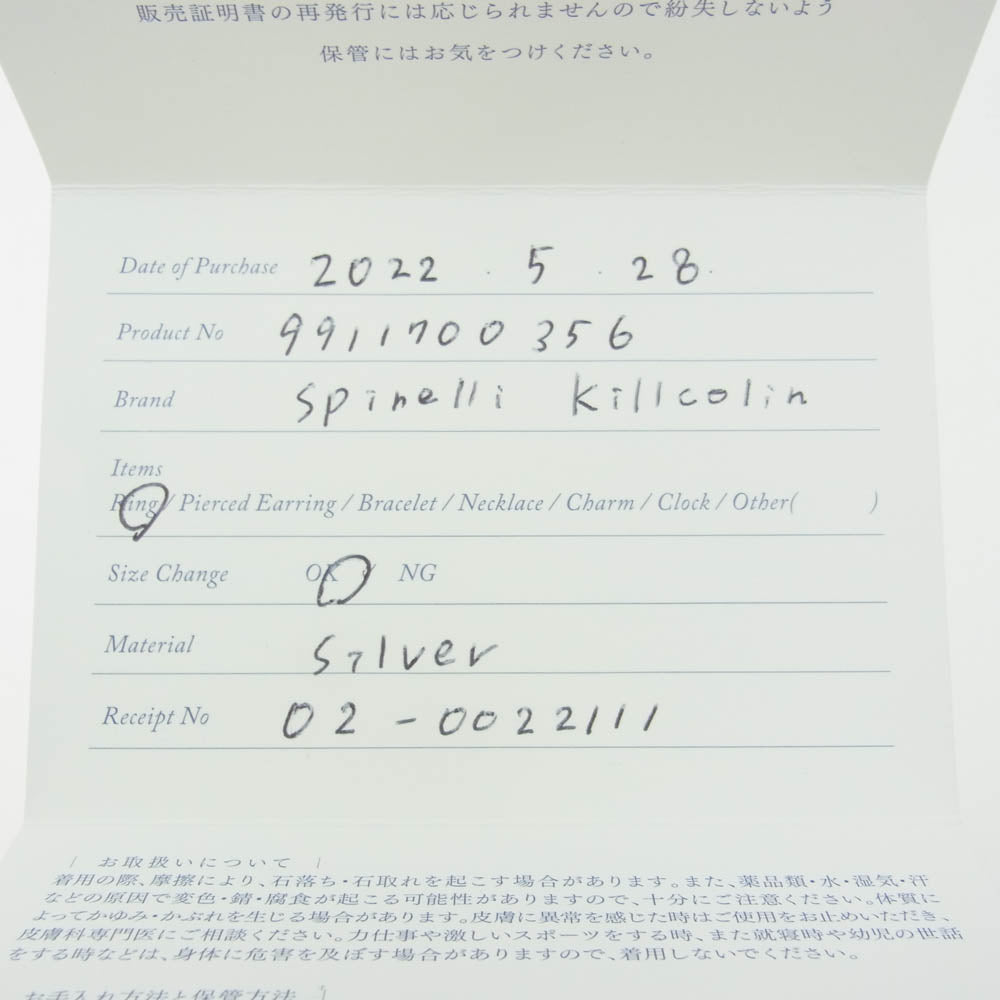 販売証明書の再発行には応じられませんので紛失しないよう
保管にはお気をつけください。
Date of Purchase 2022 . 5 . 28.
Product No 9911700356
Brand Spinelli Killcolin
Items
Ring / Pierced Earring / Bracelet / Necklace / Charm / Clock / Other( )
Size Change OK / NG
Material Silver
Receipt No 02-0022111
| お取扱いについて |
着用の際、摩擦により、石落ち・石取れを起こす場合があります。また、薬品類・水・湿気・汗
などの原因で変色・錆・腐食が起こる可能性がありますので、十分にご注意ください。体質に
よってかゆみ・かぶれを生じる場合があります。皮膚に異常を感じた時はご使用をお止めいただき、
皮膚科専門医にご相談ください。力仕事や激しいスポーツをする時、また就寝時や幼児の世話
をする時などは、身体に危害を及ぼす場合がありますので、着用しないでください。
お手入れ方法と保管方法 |